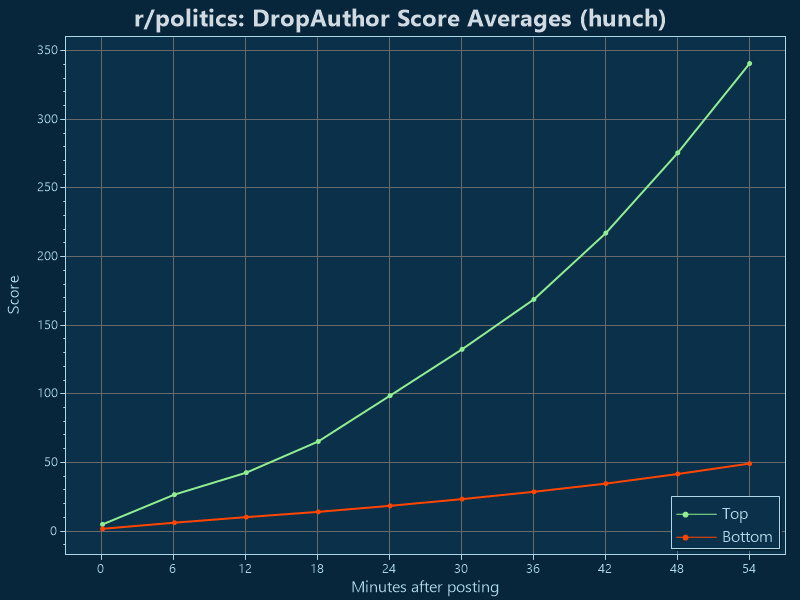 r/politics: DropAuthor Score Averages (hunch)
350
300
250
200
150
100
50
0
Score
0 6 12 18 24 30 36 42 48 54
Minutes after posting
Top
Bottom